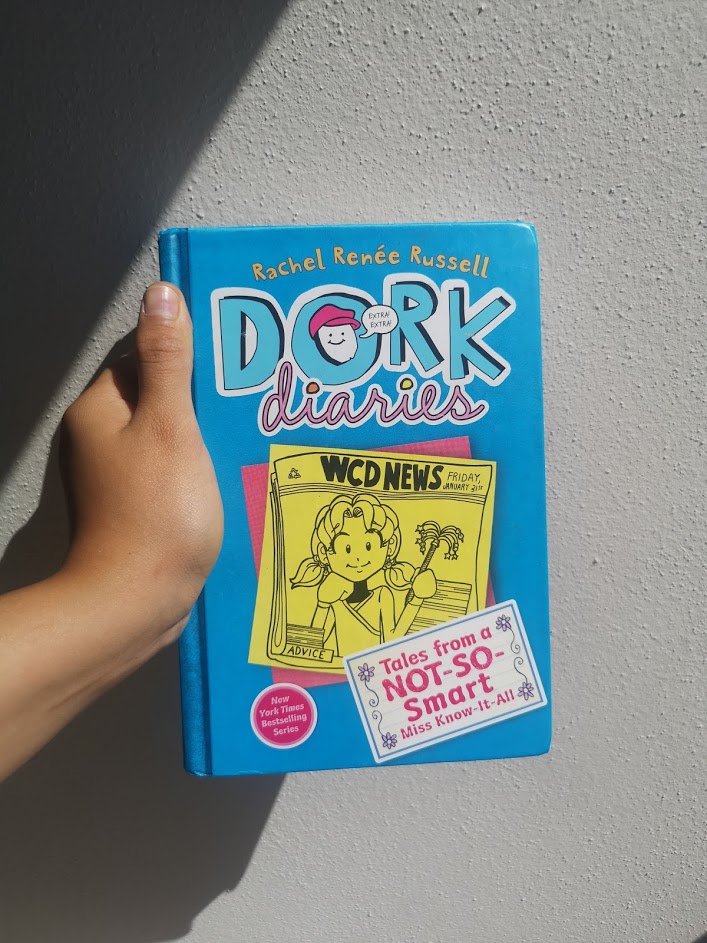 Rachel Renée Russell
DORK
EXTRA!
EXTRA!
diaries
WCD NEWS
FRIDAY,
JANUARY 31ST
ADVICE
Tales from a
NOT-SO-
Smart
Miss Know-It-All
New
York Times
Bestselling
Series